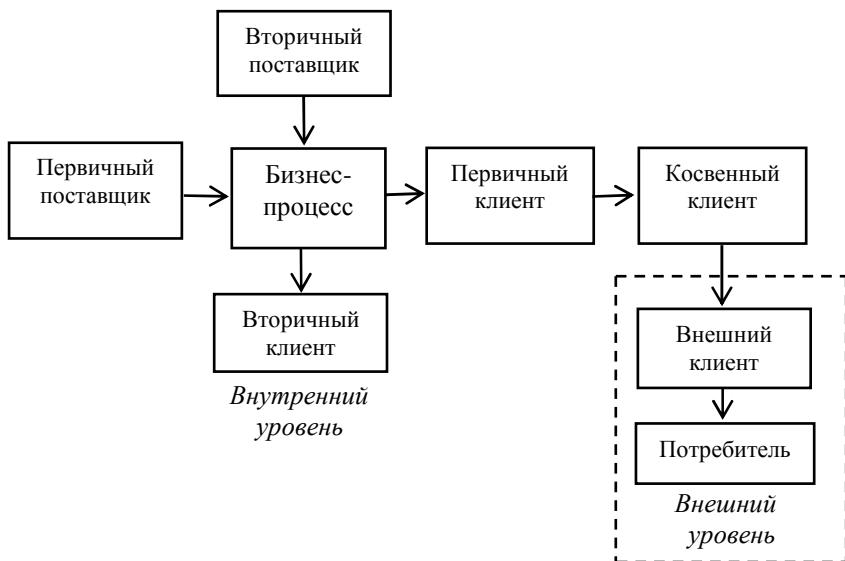 Вторичный
поставщик
Первичный
поставщик
Бизнес-
процесс
Первичный
клиент
Косвенный
клиент
Вторичный
клиент
Внутренний
уровень
Внешний
клиент
Потребитель
Внешний
уровень